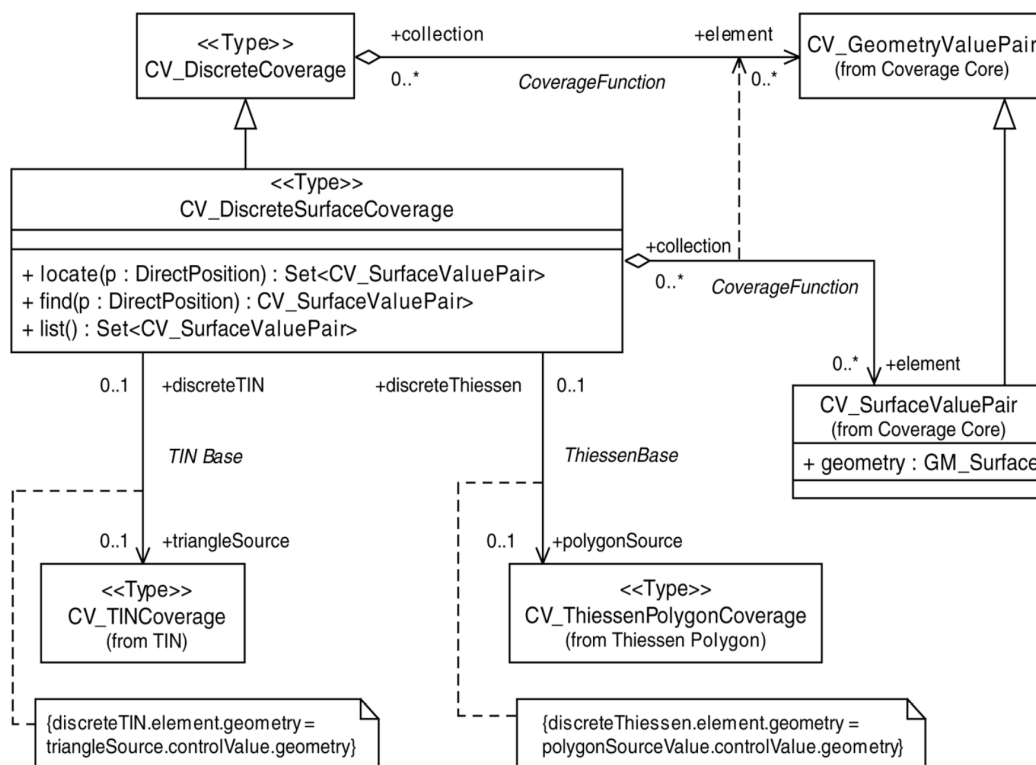 <<Type>>
CV_DiscreteCoverage
+collection
+element
0..*
CoverageFunction
0..*
CV_GeometryValuePair
(from Coverage Core)
<<Type>>
CV_DiscreteSurfaceCoverage
+ locate(p : DirectPosition) : Set<CV_SurfaceValuePair>
+ find(p : DirectPosition) : CV_SurfaceValuePair>
+ list() : Set<CV_SurfaceValuePair>
+collection
0..*
CoverageFunction
0..*
+element
CV_SurfaceValuePair
(from Coverage Core)
+ geometry : GM_Surface
0..1
+discreteTIN
+discreteThiessen
0..1
TIN Base
ThiessenBase
0..1
+triangleSource
0..1
+polygonSource
<<Type>>
CV_TINCoverage
(from TIN)
<<Type>>
CV_ThiessenPolygonCoverage
(from Thiessen Polygon)
{discreteTIN.element.geometry =
triangleSource.controlValue.geometry}
{discreteThiessen.element.geometry =
polygonSourceValue.controlValue.geometry}